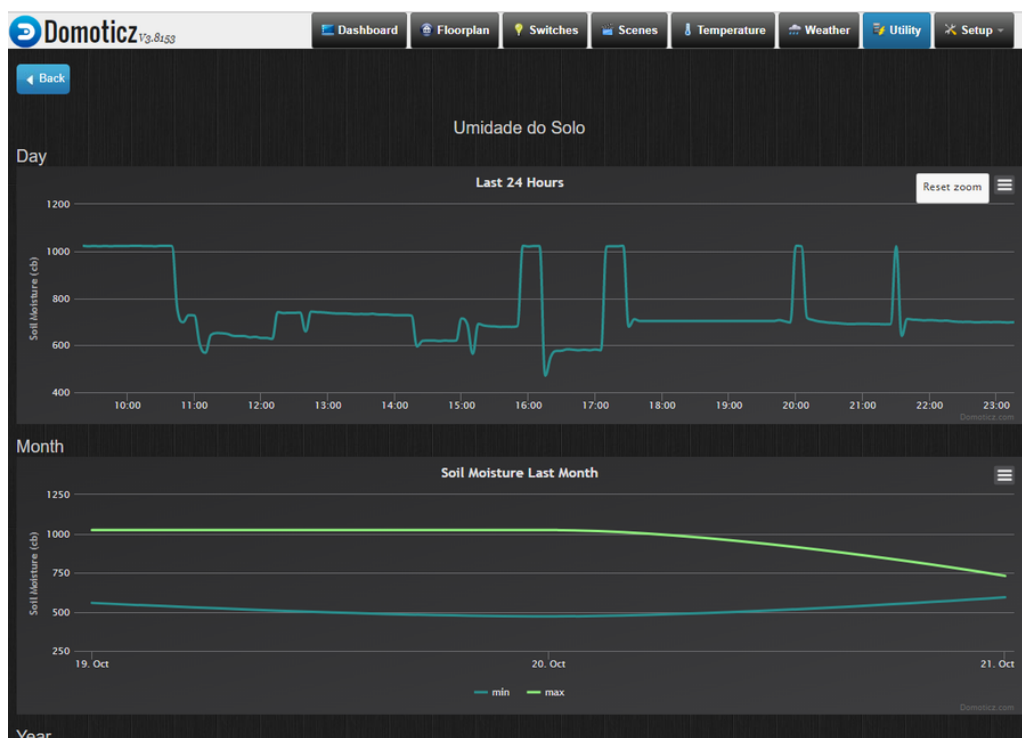 Domoticz V3.8153
Dashboard Floorplan Switches Scenes Temperature Weather Utility Setup
Back
Umidade do Solo
Day
Last 24 Hours
Reset zoom
Soil Moisture (cb)
1200
1000
800
600
400
10:00 11:00 12:00 13:00 14:00 15:00 16:00 17:00 18:00 19:00 20:00 21:00 22:00 23:00
Domoticz.com
Month
Soil Moisture Last Month
Soil Moisture (cb)
1250
1000
750
500
250
19. Oct 20. Oct 21. Oct
min max
Domoticz.com
Year